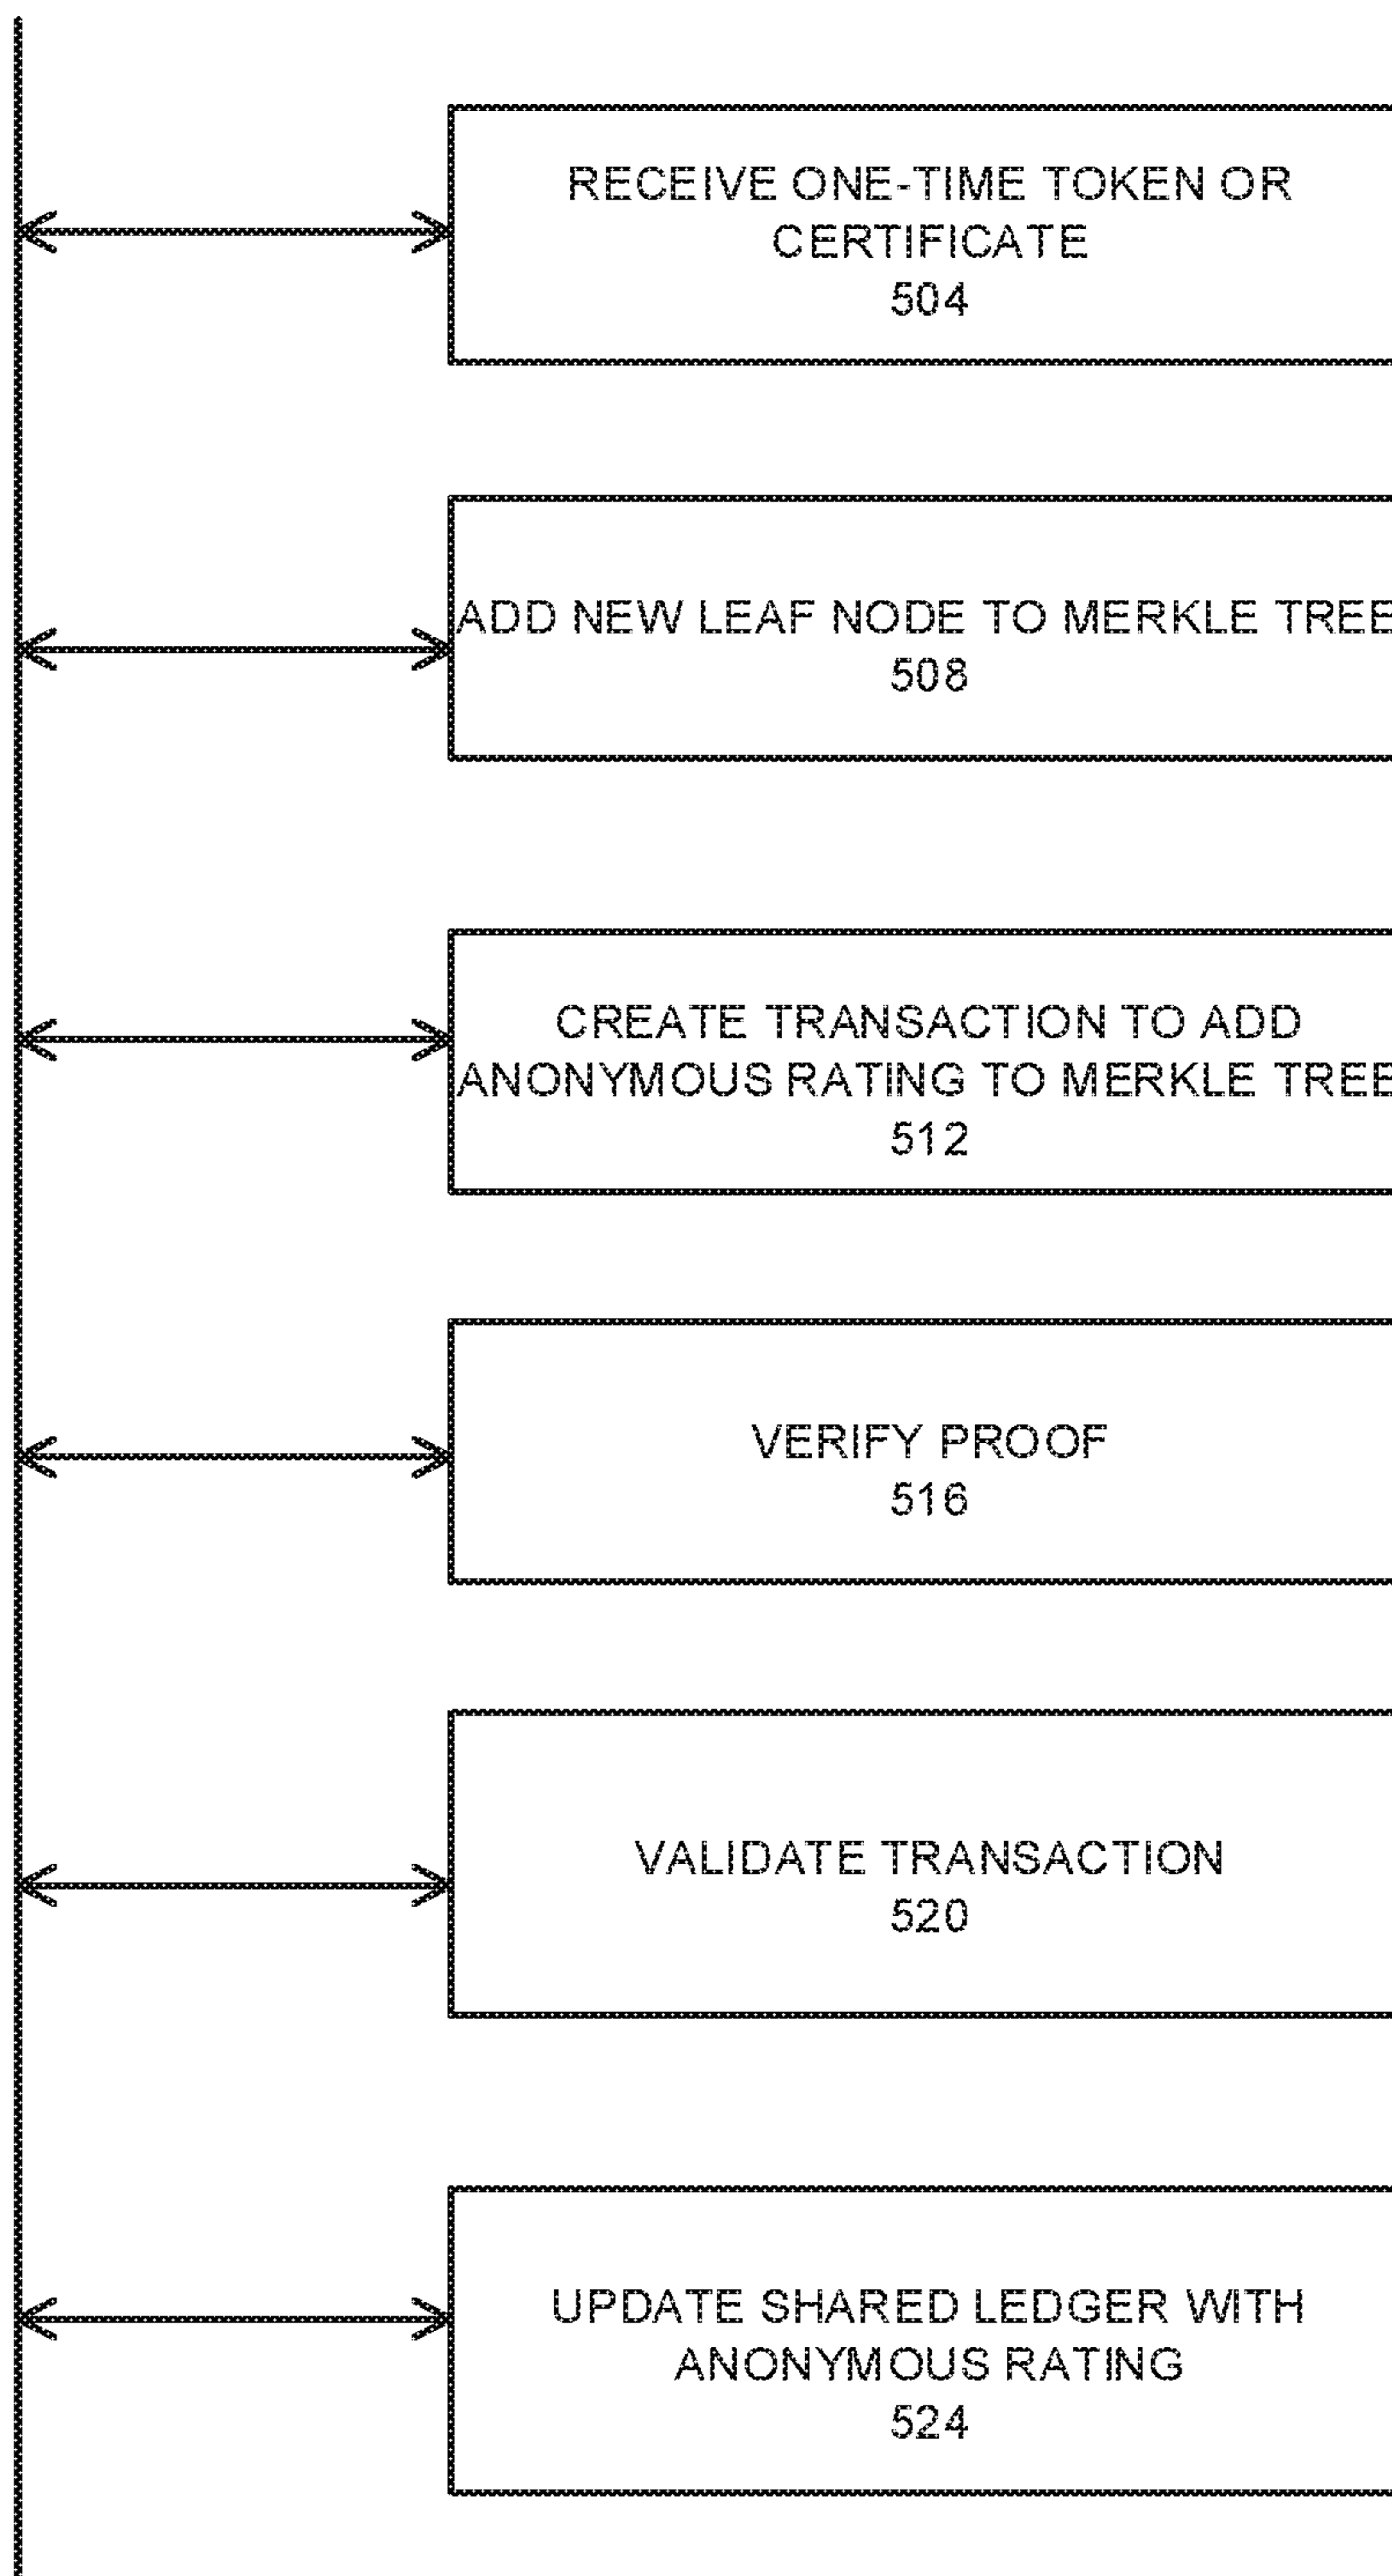 RECEIVE ONE-TIME TOKEN OR
CERTIFICATE
504
ADD NEW LEAF NODE TO MERKLE TREE
508
CREATE TRANSACTION TO ADD
ANONYMOUS RATING TO MERKLE TREE
512
VERIFY PROOF
516
VALIDATE TRANSACTION
520
UPDATE SHARED LEDGER WITH
ANONYMOUS RATING
524